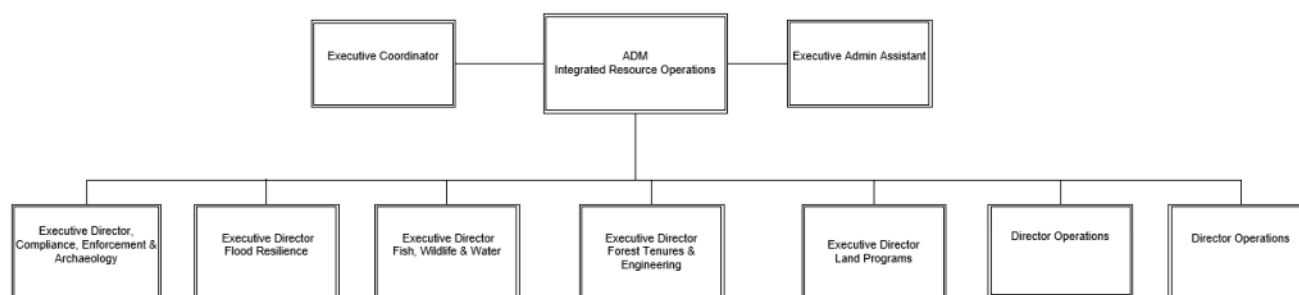 Executive Coordinator
ADM
Integrated Resource Operations
Executive Admin Assistant
Executive Director,
Compliance, Enforcement &
Archaeology
Executive Director
Flood Resilience
Executive Director
Fish, Wildlife & Water
Executive Director
Forest Tenures &
Engineering
Executive Director
Land Programs
Director Operations
Director Operations